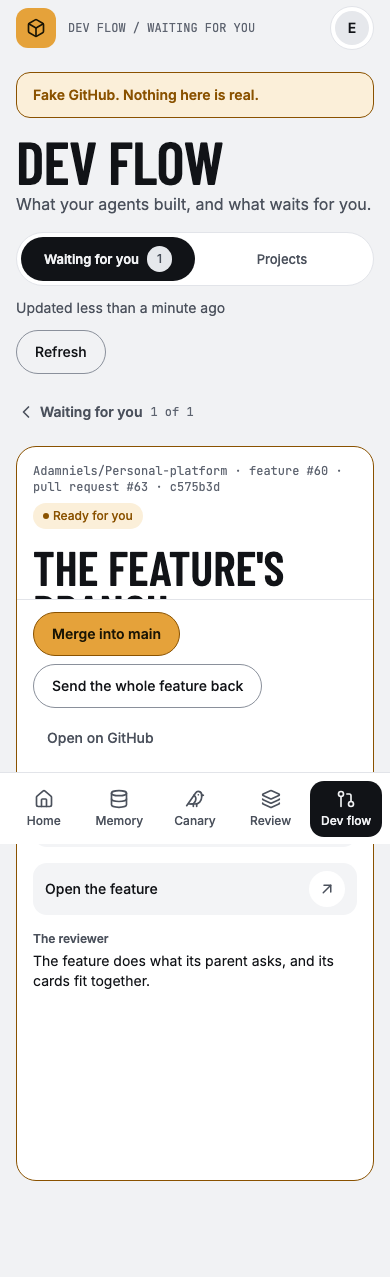 DEV FLOW / WAITING FOR YOU
E
Fake GitHub. Nothing here is real.
DEV FLOW
What your agents built, and what waits for you.
Waiting for you 1
Projects
Updated less than a minute ago
Refresh
Waiting for you 1 of 1
Adamniels/Personal-platform · feature #60 ·
pull request #63 · c575b3d
Ready for you
THE FEATURE'S
BRANCH
Merge into main
Send the whole feature back
Open on GitHub
Home
Memory
Canary
Review
Dev flow
Open the feature
The reviewer
The feature does what its parent asks, and its
cards fit together.